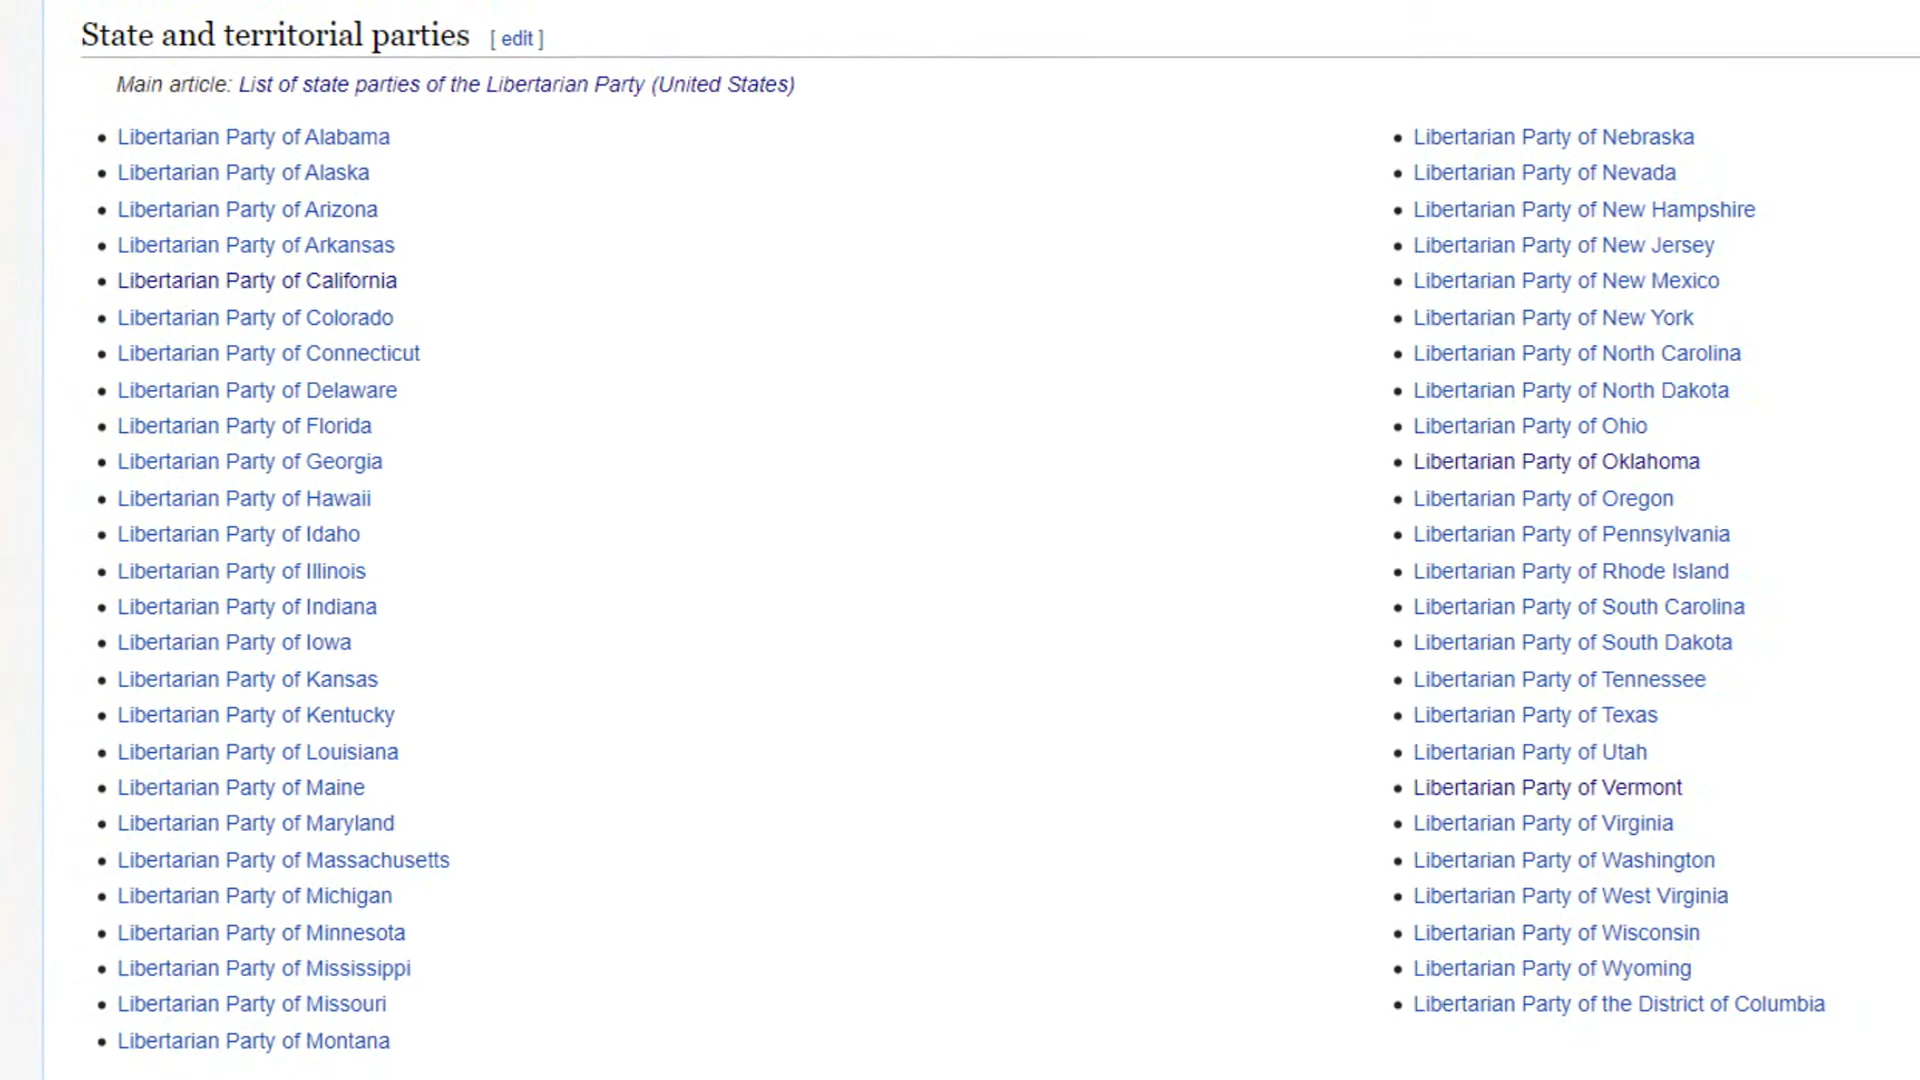 State and territorial parties [ edit ]
Main article: List of state parties of the Libertarian Party (United States)
Libertarian Party of Alabama
Libertarian Party of Alaska
Libertarian Party of Arizona
Libertarian Party of Arkansas
Libertarian Party of California
Libertarian Party of Colorado
Libertarian Party of Connecticut
Libertarian Party of Delaware
Libertarian Party of Florida
Libertarian Party of Georgia
Libertarian Party of Hawaii
Libertarian Party of Idaho
Libertarian Party of Illinois
Libertarian Party of Indiana
Libertarian Party of Iowa
Libertarian Party of Kansas
Libertarian Party of Kentucky
Libertarian Party of Louisiana
Libertarian Party of Maine
Libertarian Party of Maryland
Libertarian Party of Massachusetts
Libertarian Party of Michigan
Libertarian Party of Minnesota
Libertarian Party of Mississippi
Libertarian Party of Missouri
Libertarian Party of Montana
Libertarian Party of Nebraska
Libertarian Party of Nevada
Libertarian Party of New Hampshire
Libertarian Party of New Jersey
Libertarian Party of New Mexico
Libertarian Party of New York
Libertarian Party of North Carolina
Libertarian Party of North Dakota
Libertarian Party of Ohio
Libertarian Party of Oklahoma
Libertarian Party of Oregon
Libertarian Party of Pennsylvania
Libertarian Party of Rhode Island
Libertarian Party of South Carolina
Libertarian Party of South Dakota
Libertarian Party of Tennessee
Libertarian Party of Texas
Libertarian Party of Utah
Libertarian Party of Vermont
Libertarian Party of Virginia
Libertarian Party of Washington
Libertarian Party of West Virginia
Libertarian Party of Wisconsin
Libertarian Party of Wyoming
Libertarian Party of the District of Columbia